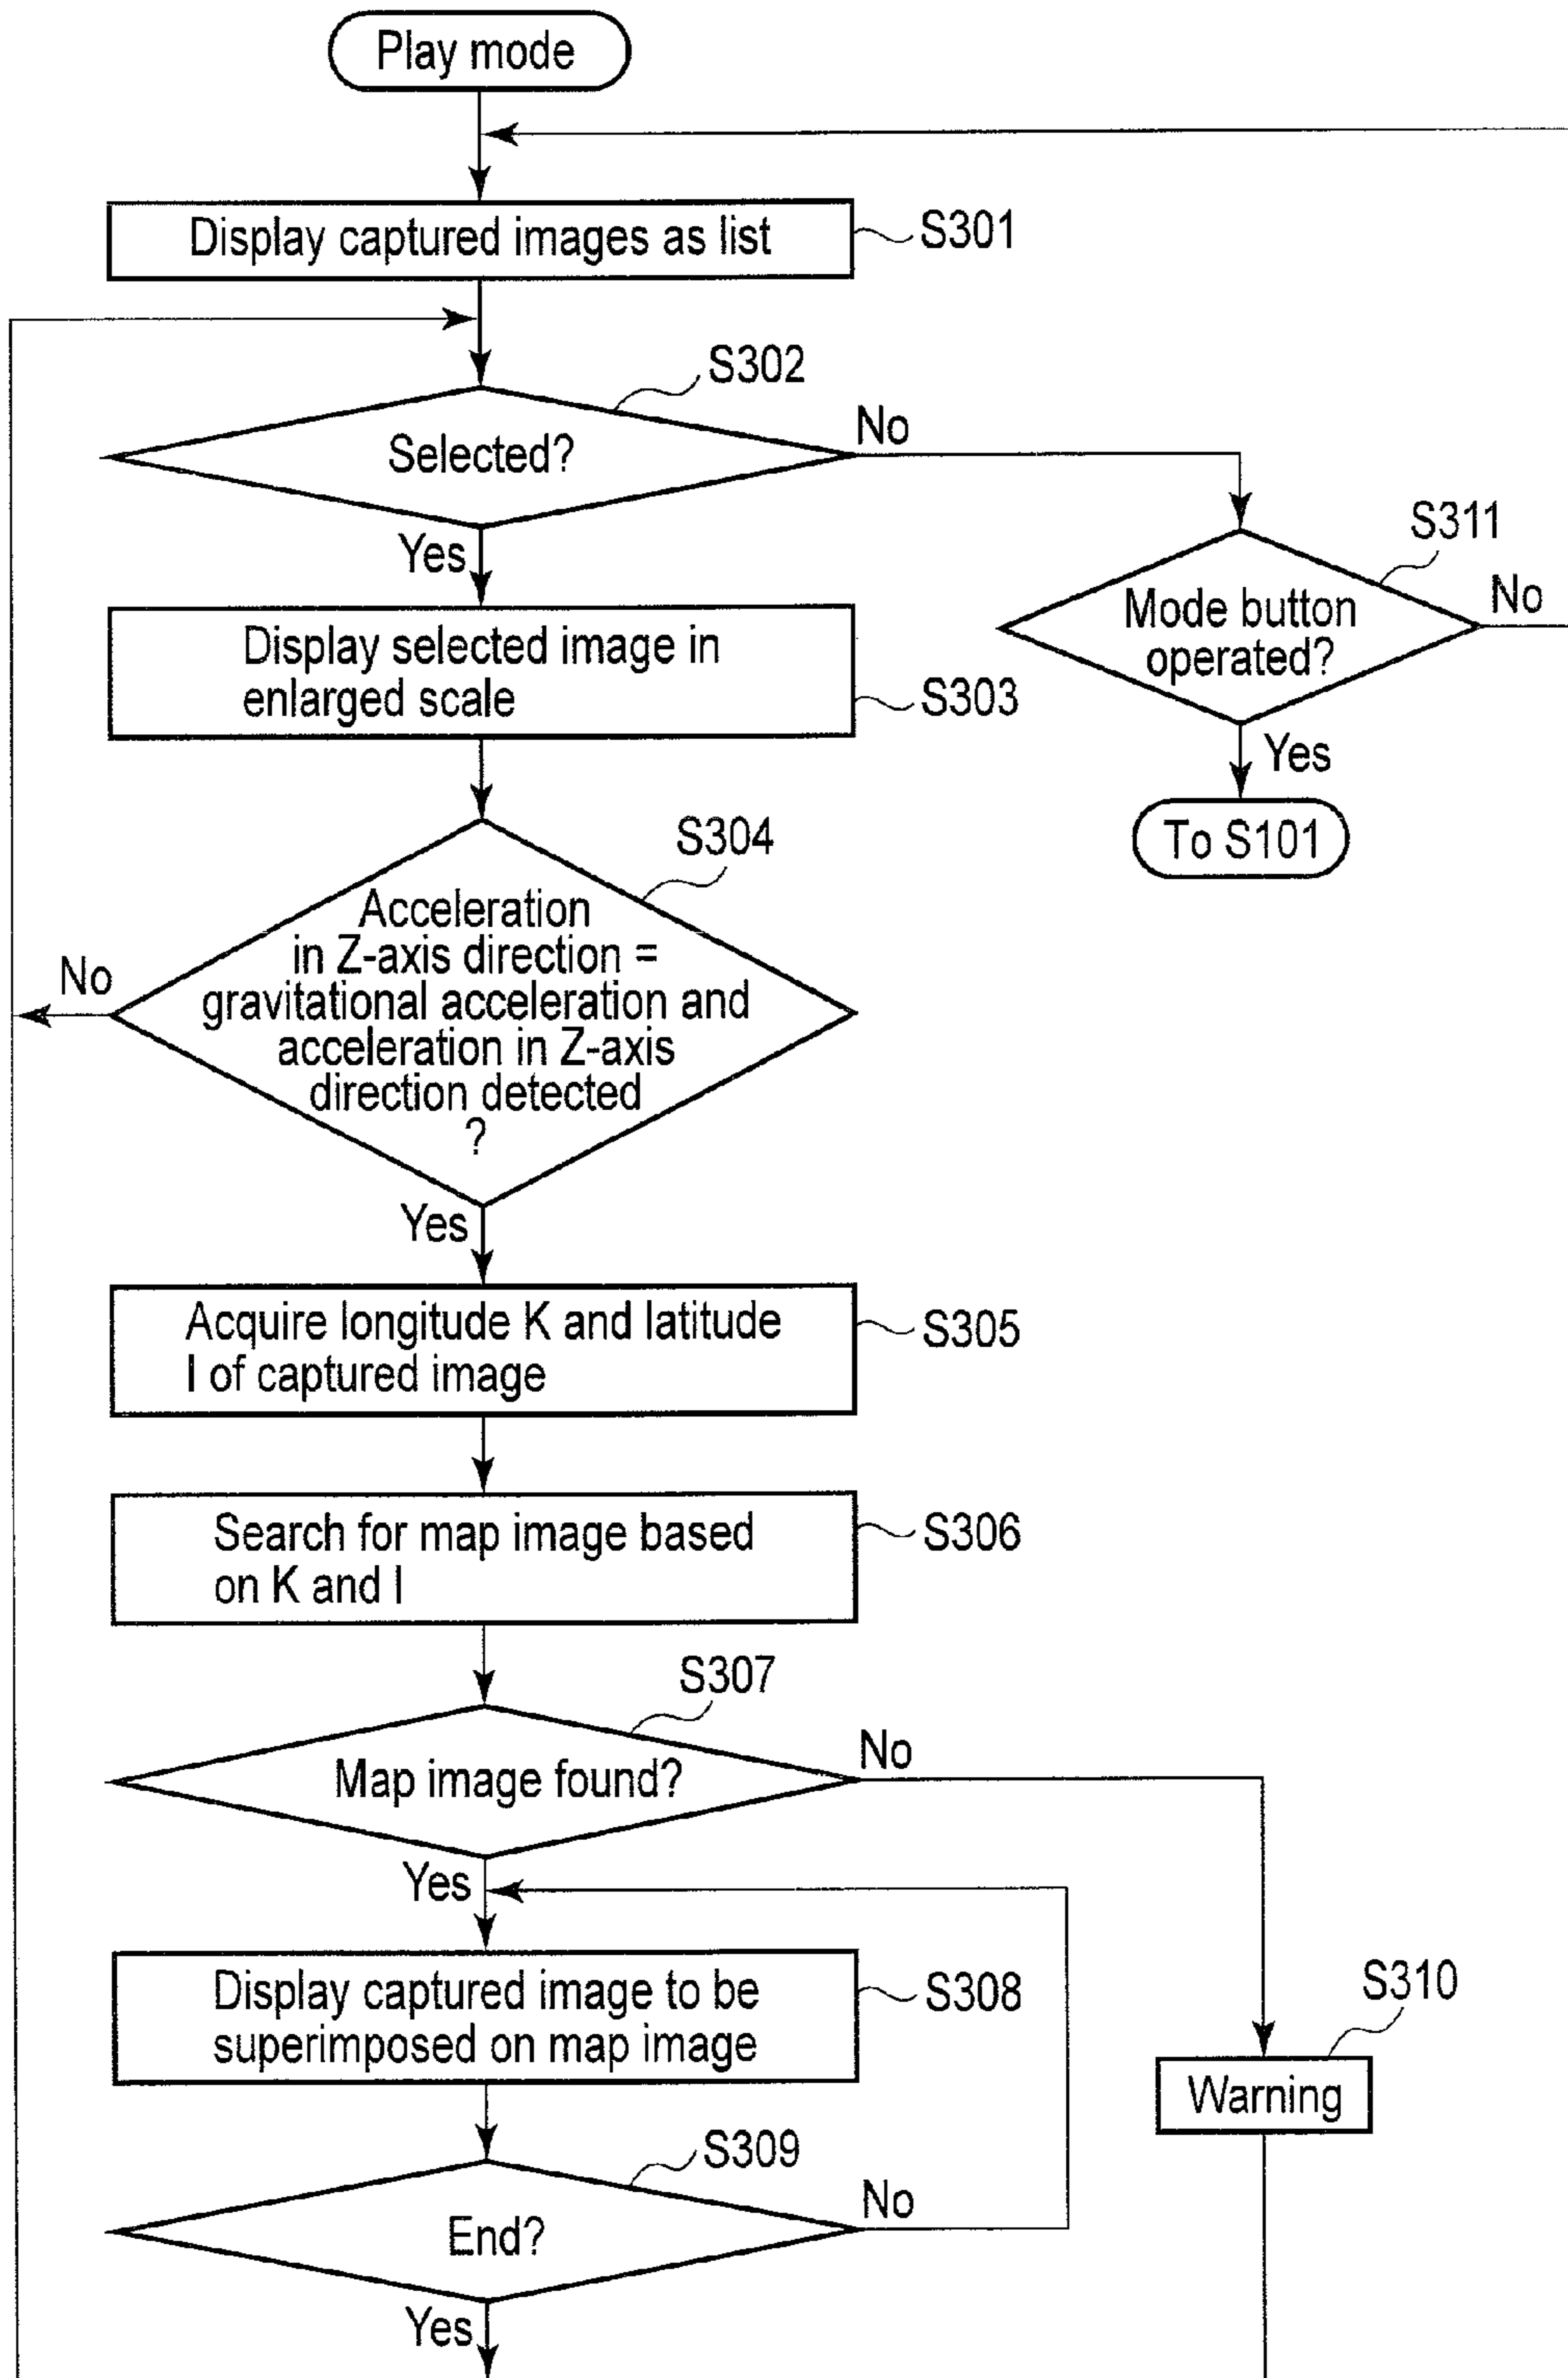 Play mode
Display captured images as list
S301
S302
Selected?
No
Yes
S311
Mode button
operated?
No
Yes
To S101
Display selected image in
enlarged scale
S303
S304
Acceleration
in Z-axis direction =
gravitational acceleration and
acceleration in Z-axis
direction detected
?
No
Yes
Acquire longitude K and latitude
I of captured image
S305
Search for map image based
on K and I
S306
S307
Map image found?
No
Yes
Display captured image to be
superimposed on map image
S308
S310
Warning
S309
End?
No
Yes